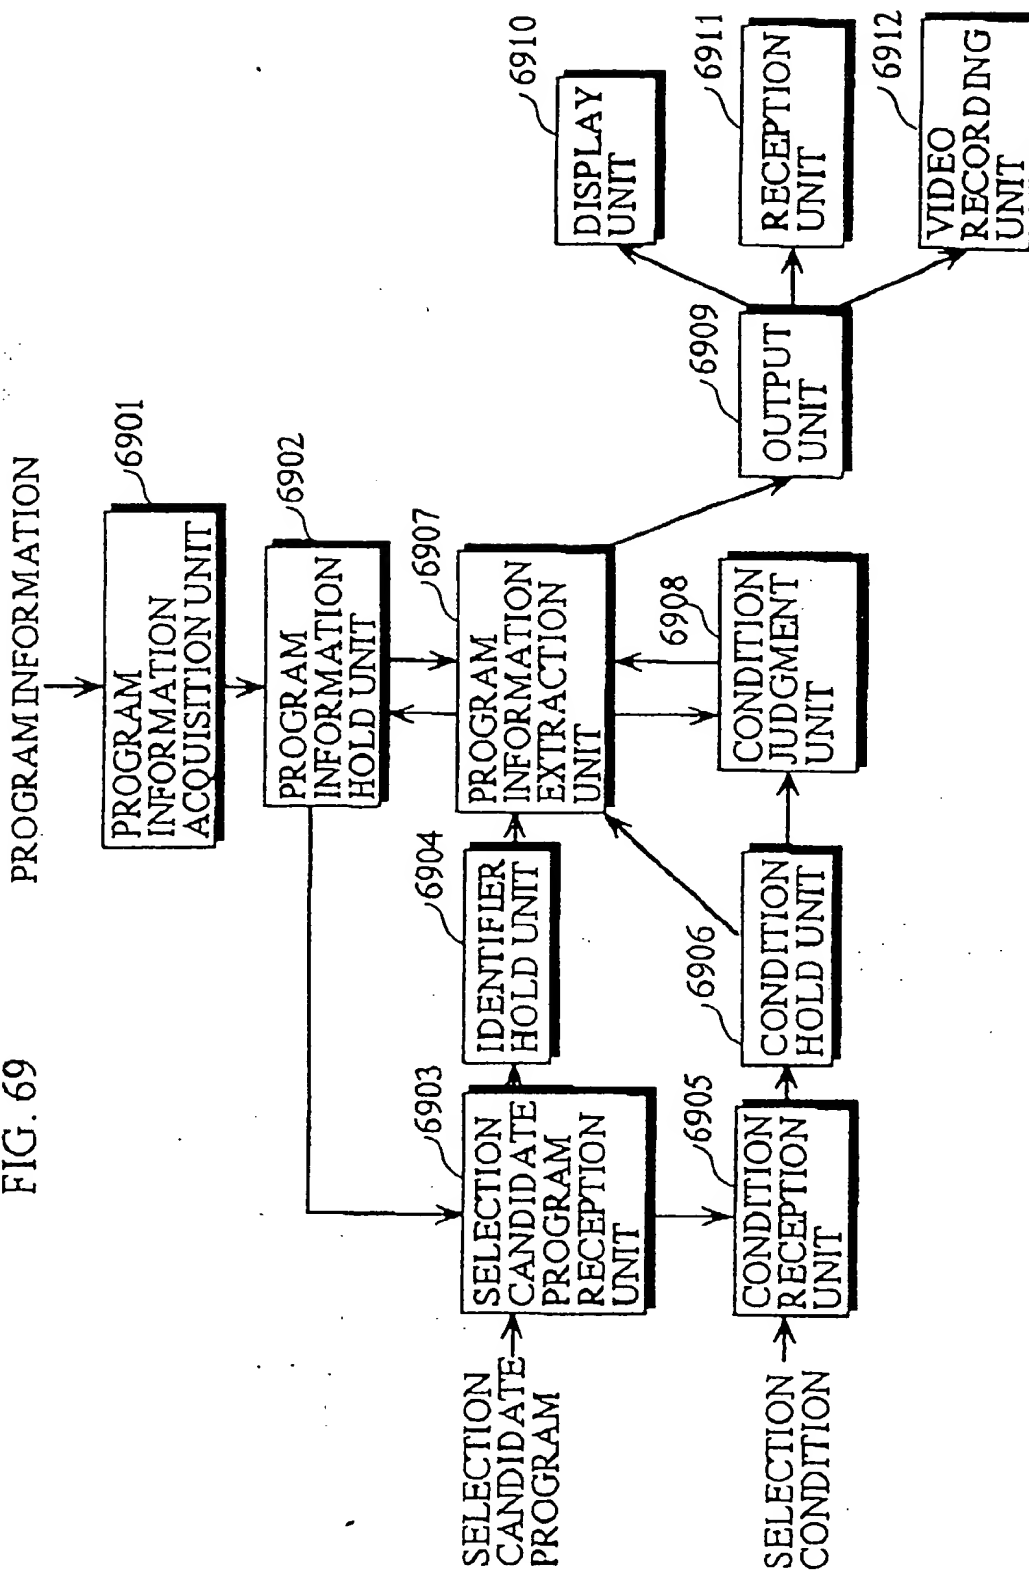 FIG. 69
PROGRAM INFORMATION
PROGRAM
INFORMATION
ACQUISITION UNIT
6901
PROGRAM
INFORMATION
HOLD UNIT
6902
SELECTION
CANDIDATE
PROGRAM
SELECTION
CANDIDATE
PROGRAM
RECEPTION
UNIT
6903
IDENTIFIER
HOLD UNIT
6904
PROGRAM
INFORMATION
EXTRACTION
UNIT
6907
SELECTION
CONDITION
CONDITION
RECEPTION
UNIT
6905
CONDITION
HOLD UNIT
6906
CONDITION
JUDGMENT
UNIT
6908
OUTPUT
UNIT
6909
DISPLAY
UNIT
6910
RECEPTION
UNIT
6911
VIDEO
RECORDING
UNIT
6912